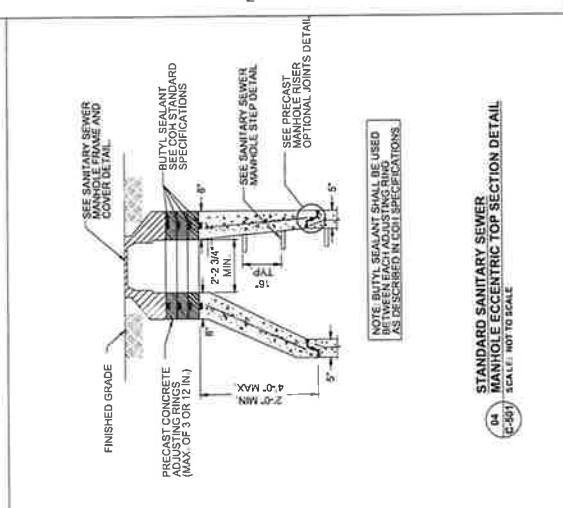 SEE SANITARY SEWER
MANHOLE FRAME AND
COVER DETAIL
BUTYL SEALANT
SEE COH STANDARD
SPECIFICATIONS
FINISHED GRADE
PRECAST CONCRETE
ADJUSTING RINGS
(MAX. OF 3 OR 12 IN.)
8"
8"
2'-2 3/4"
MIN.
SEE SANITARY SEWER
MANHOLE STEP DETAIL
16"
TYP
2'-0" MIN.
4'-0" MAX.
SEE PRECAST
MANHOLE RISER
OPTIONAL JOINTS DETAIL
5"
5"
NOTE: BUTYL SEALANT SHALL BE USED
BETWEEN EACH ADJUSTING RING
AS DESCRIBED IN COH SPECIFICATIONS
04
C-501
STANDARD SANITARY SEWER
MANHOLE ECCENTRIC TOP SECTION DETAIL
SCALE: NOT TO SCALE